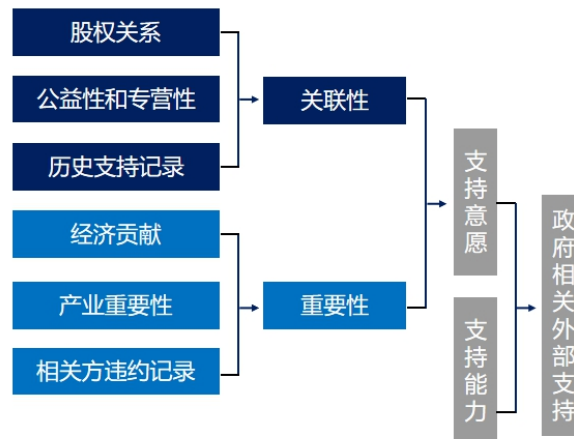 股权关系
公益性和专营性
历史支持记录
经济贡献
产业重要性
相关方违约记录
关联性
重要性
支持意愿
支持能力
政府相关外部支持